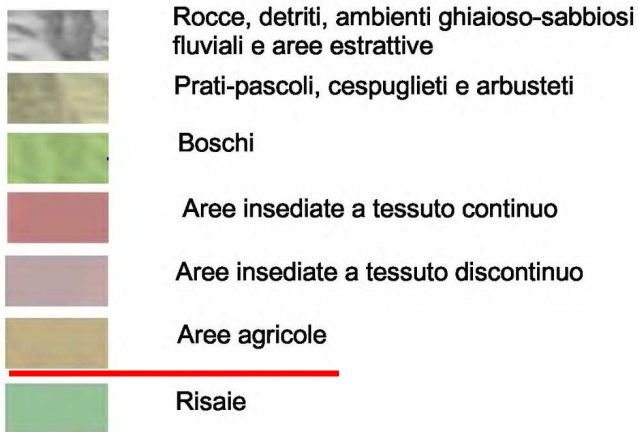 Rocce, detriti, ambienti ghiaioso-sabbiosi
fluviali e aree estrattive
Prati-pascoli, cespuglieti e arbusteti
Boschi
Aree insediate a tessuto continuo
Aree insediate a tessuto discontinuo
Aree agricole
Risaie